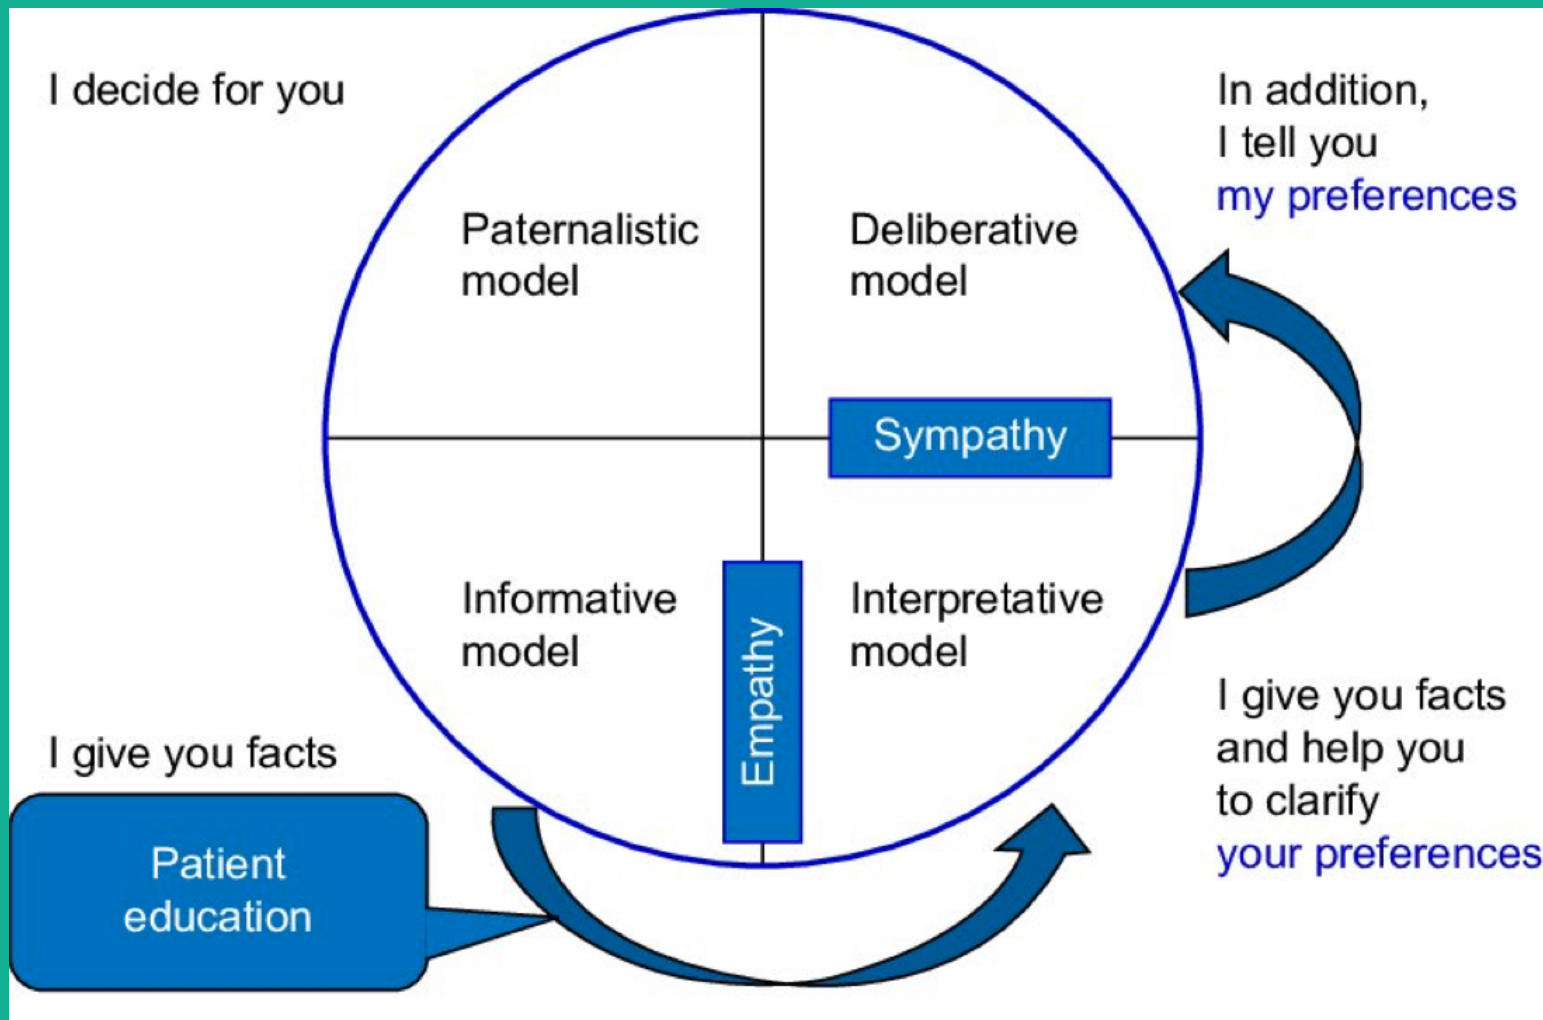 I decide for you
In addition,
I tell you
my preferences
Paternalistic
model
Deliberative
model
Sympathy
Informative
model
Empathy
Interpretative
model
I give you facts
Patient
education
I give you facts
and help you
to clarify
your preferences